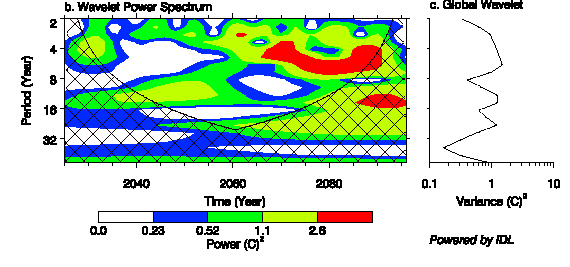 b. Wavelet Power Spectrum
c. Global Wavelet
2
4
8
16
32
Period (Year)
2040 2060 2080
Time (Year)
0.1 1 10
Variance (C)²
0.0 0.23 0.52 1.1 2.6
Power (C)²
Powered by IDL